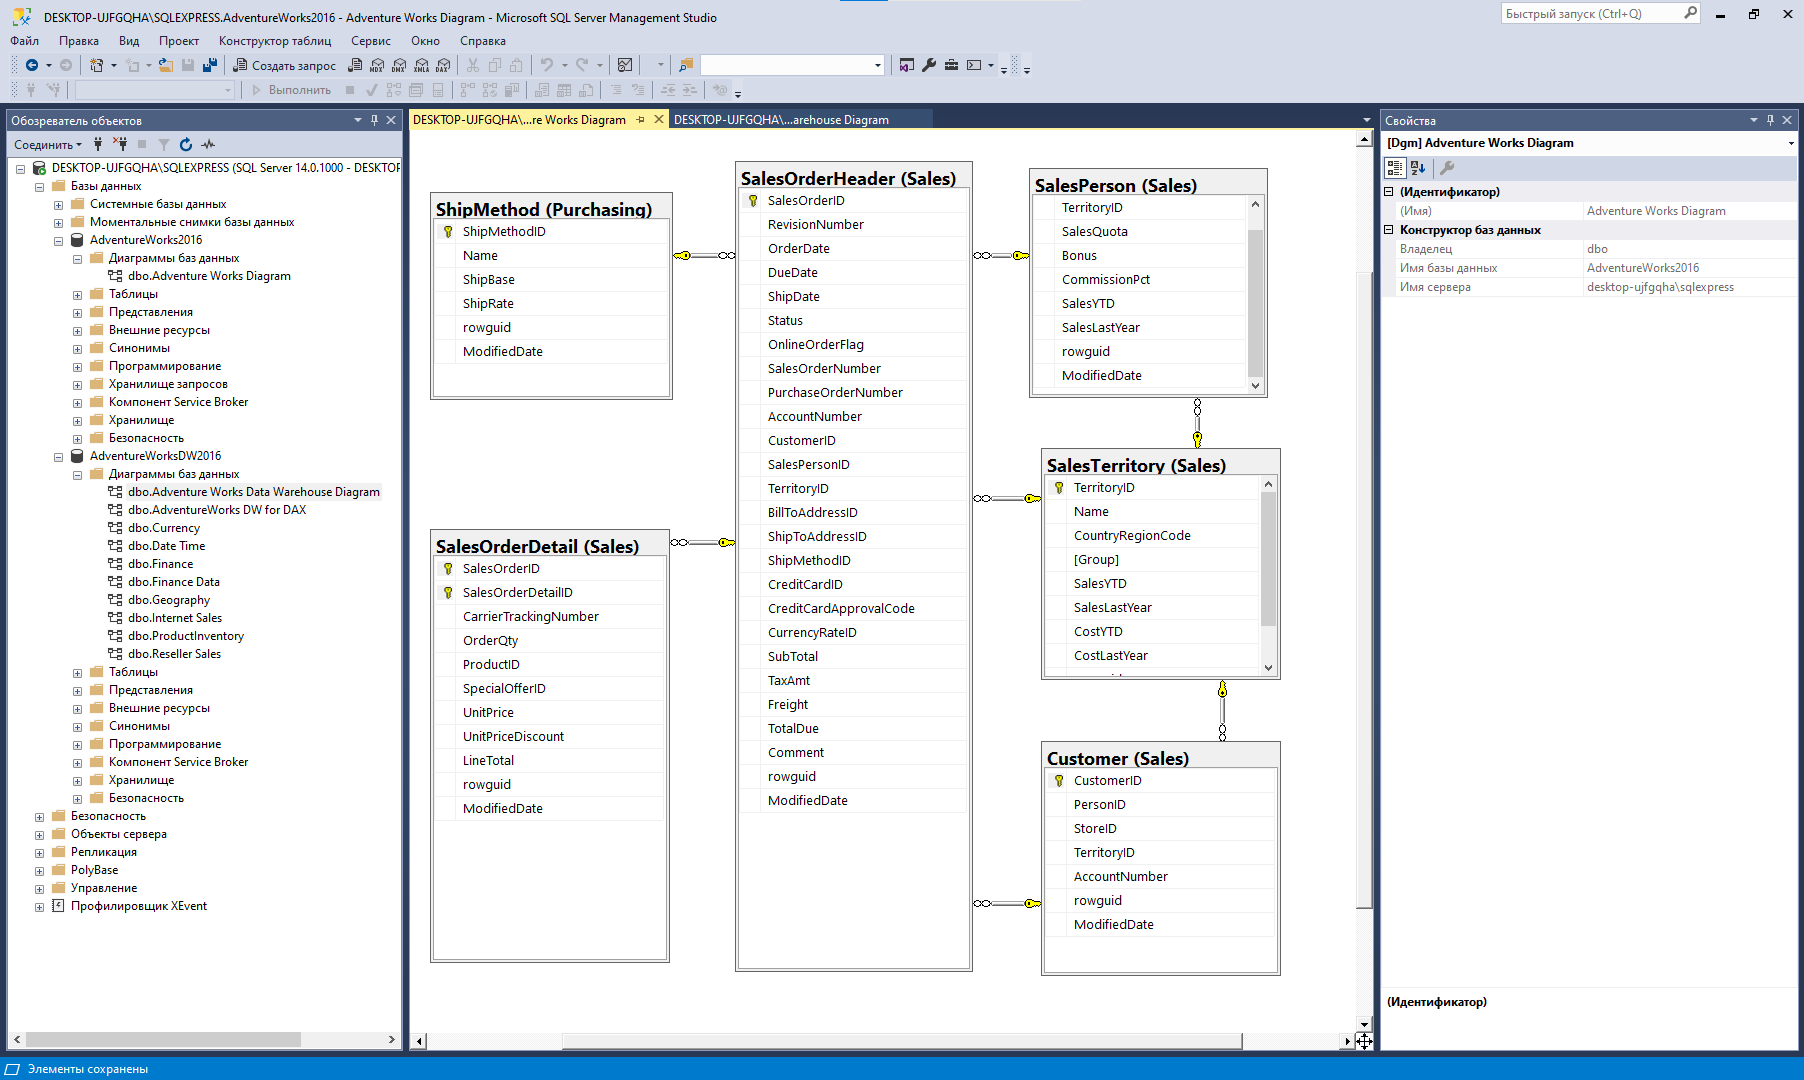 DESKTOP-UJFGQHA\SQLEXPRESS.AdventureWorks2016 - Adventure Works Diagram - Microsoft SQL Server Management Studio
Быстрый запуск (Ctrl+Q)
Файл Правка Вид Проект Конструктор таблиц Сервис Окно Справка
Создать запрос
MDX DMX XMLA DAX
Выполнить
Обозреватель объектов
Соединить
DESKTOP-UJFGQHA\SQLEXPRESS (SQL Server 14.0.1000 - DESKTOP
Базы данных
Системные базы данных
Моментальные снимки базы данных
AdventureWorks2016
Диаграммы баз данных
dbo.Adventure Works Diagram
Таблицы
Представления
Внешние ресурсы
Синонимы
Программирование
Хранилище запросов
Компонент Service Broker
Хранилище
Безопасность
AdventureWorksDW2016
Диаграммы баз данных
dbo.Adventure Works Data Warehouse Diagram
dbo.AdventureWorks DW for DAX
dbo.Currency
dbo.Date Time
dbo.Finance
dbo.Finance Data
dbo.Geography
dbo.Internet Sales
dbo.ProductInventory
dbo.Reseller Sales
Таблицы
Представления
Внешние ресурсы
Синонимы
Программирование
Компонент Service Broker
Хранилище
Безопасность
Безопасность
Объекты сервера
Репликация
PolyBase
Управление
Профилировщик XEvent
DESKTOP-UJFGQHA\...re Works Diagram
DESKTOP-UJFGQHA\...arehouse Diagram
ShipMethod (Purchasing)
ShipMethodID
Name
ShipBase
ShipRate
rowguid
ModifiedDate
SalesOrderDetail (Sales)
SalesOrderID
SalesOrderDetailID
CarrierTrackingNumber
OrderQty
ProductID
SpecialOfferID
UnitPrice
UnitPriceDiscount
LineTotal
rowguid
ModifiedDate
SalesOrderHeader (Sales)
SalesOrderID
RevisionNumber
OrderDate
DueDate
ShipDate
Status
OnlineOrderFlag
SalesOrderNumber
PurchaseOrderNumber
AccountNumber
CustomerID
SalesPersonID
TerritoryID
BillToAddressID
ShipToAddressID
ShipMethodID
CreditCardID
CreditCardApprovalCode
CurrencyRateID
SubTotal
TaxAmt
Freight
TotalDue
Comment
rowguid
ModifiedDate
SalesPerson (Sales)
TerritoryID
SalesQuota
Bonus
CommissionPct
SalesYTD
SalesLastYear
rowguid
ModifiedDate
SalesTerritory (Sales)
TerritoryID
Name
CountryRegionCode
[Group]
SalesYTD
SalesLastYear
CostYTD
CostLastYear
Customer (Sales)
CustomerID
PersonID
StoreID
TerritoryID
AccountNumber
rowguid
ModifiedDate
Свойства
[Dgm] Adventure Works Diagram
(Идентификатор)
(Имя) Adventure Works Diagram
Конструктор баз данных
Владелец dbo
Имя базы данных AdventureWorks2016
Имя сервера desktop-ujfgqha\sqlexpress
(Идентификатор)
Элементы сохранены